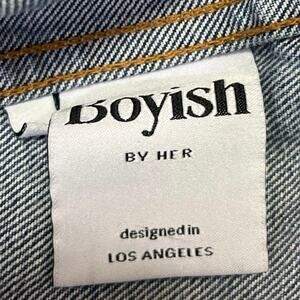 Boyish
BY HER
designed in
LOS ANGELES